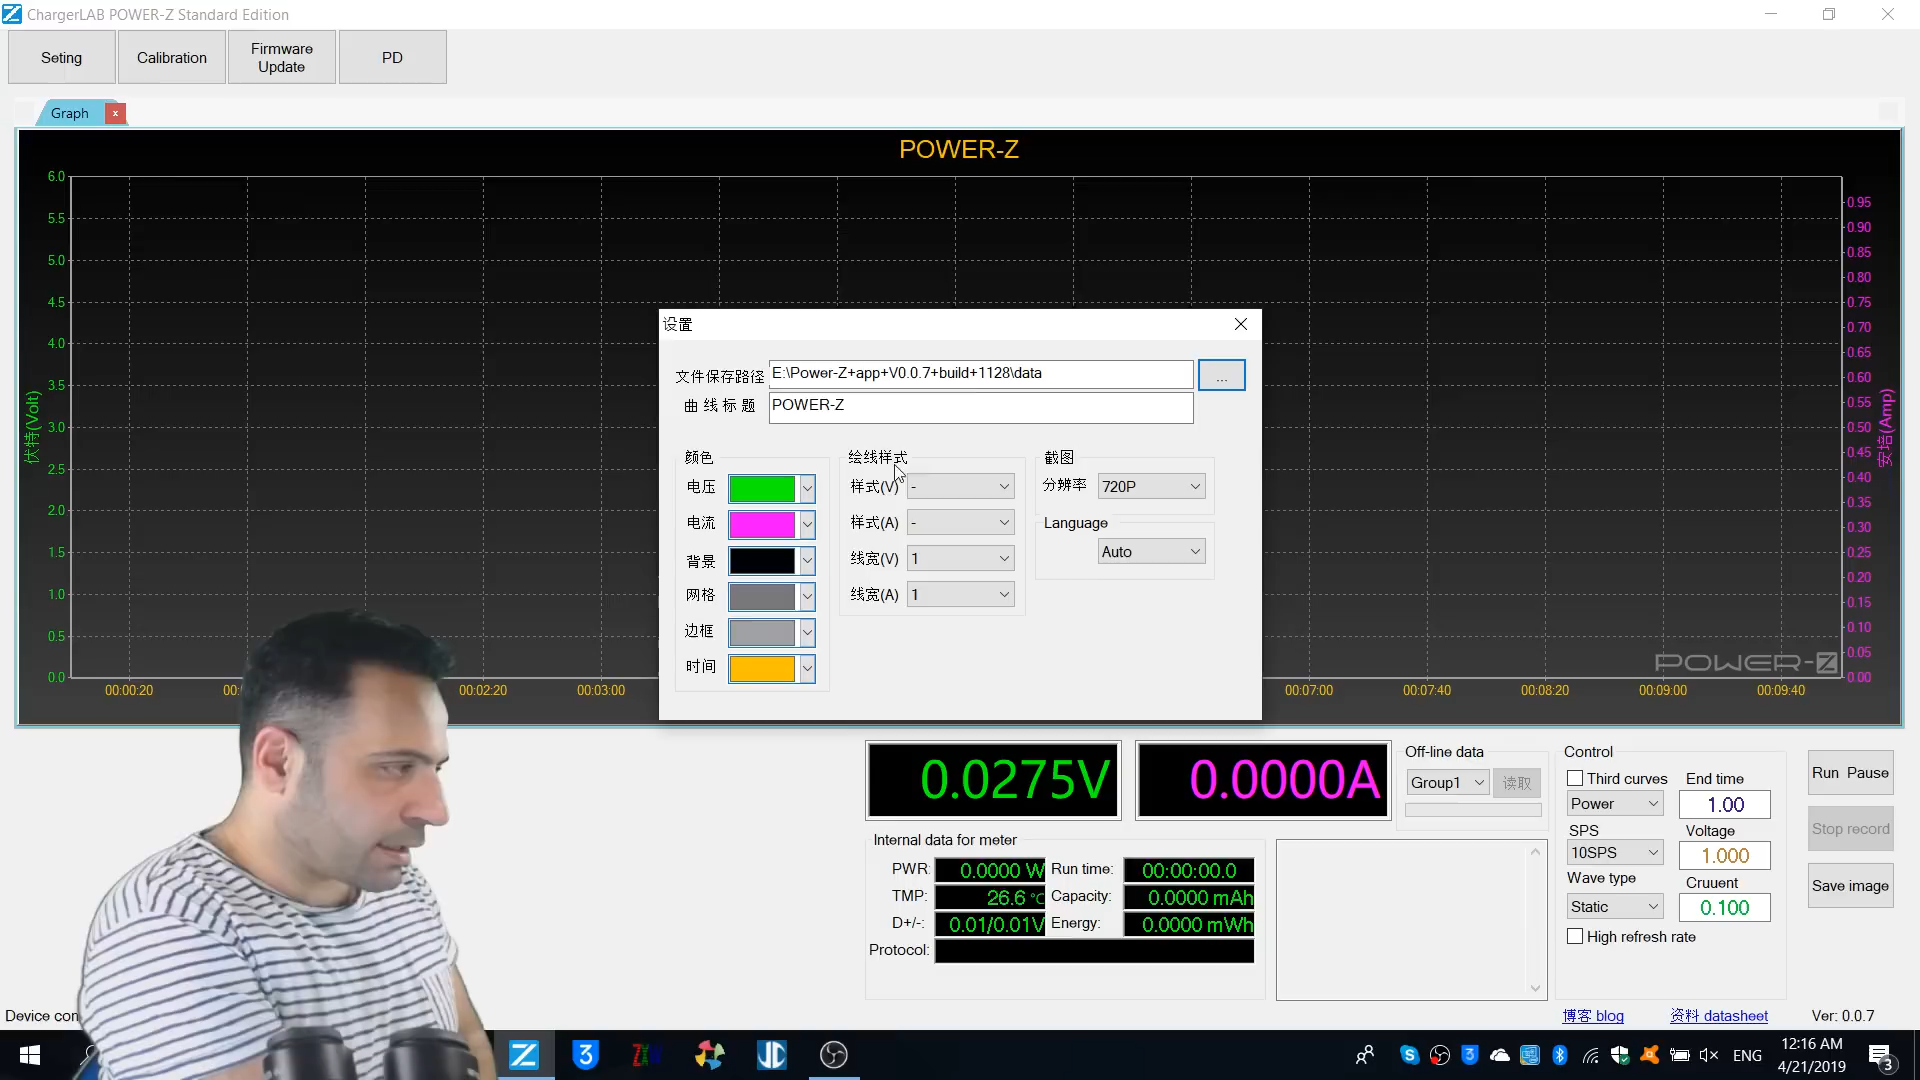 ChargerLAB POWER-Z Standard Edition
Seting
Calibration
Firmware
Update
PD
Graph
x
POWER-Z
6.0
5.5
5.0
4.5
4.0
3.5
3.0
2.5
2.0
1.5
1.0
0.5
0.0
伏特(Volt)
0.95
0.90
0.85
0.80
0.75
0.70
0.65
0.60
0.55
0.50
0.45
0.40
0.35
0.30
0.25
0.20
0.15
0.10
0.05
0.00
安培(Amp)
POWER-Z
00:00:20
00:02:20
00:03:00
00:07:00
00:07:40
00:08:20
00:09:00
00:09:40
设置
文件保存路径 E:\Power-Z+app+V0.0.7+build+1128\data
...
曲线标题 POWER-Z
颜色
电压
电流
背景
网格
边框
时间
绘线样式
样式(V) -
样式(A) -
线宽(V) 1
线宽(A) 1
截图
分辨率 720P
Language
Auto
0.0275V
0.0000A
Internal data for meter
PWR: 0.0000 W Run time: 00:00:00.0
TMP: 26.6 °C Capacity: 0.0000 mAh
D+/-: 0.01/0.01V Energy: 0.0000 mWh
Protocol:
Off-line data
Group1 读取
Control
Third curves End time
Power 1.00
SPS Voltage
10SPS 1.000
Wave type Cruuent
Static 0.100
High refresh rate
Run Pause
Stop record
Save image
Device con
博客 blog
资料 datasheet
Ver: 0.0.7
ENG
12:16 AM
4/21/2019
3